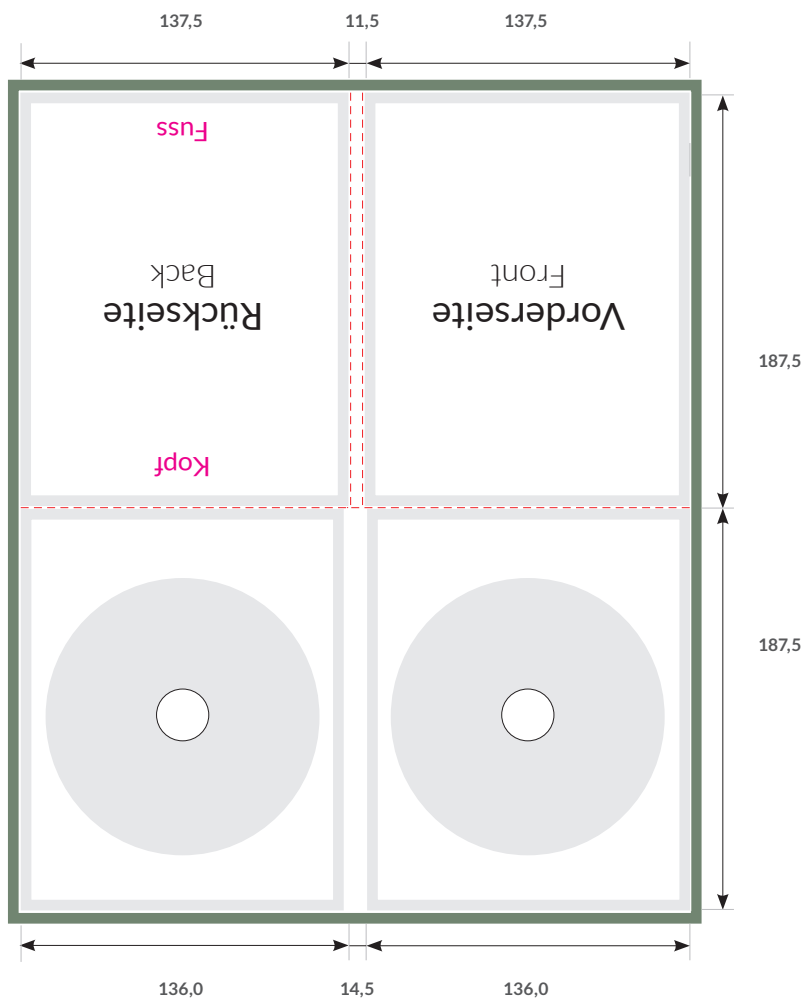 137,5
11,5
137,5
Fuss
Back
Rückseite
Front
Vorderseite
187,5
Kopf
187,5
136,0
14,5
136,0